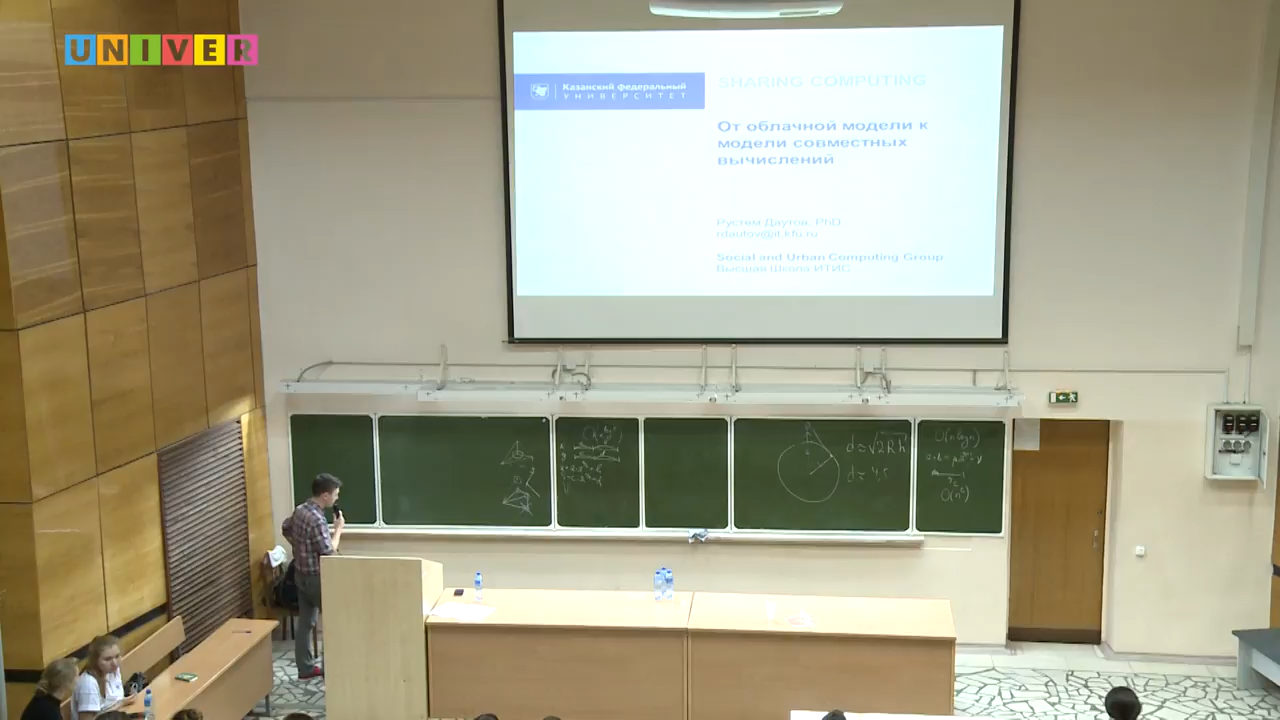 UNIVER
Казанский федеральный
УНИВЕРСИТЕТ
SHARING COMPUTING
От облачной модели к
модели совместных
вычислений
Рустем Даутов, PhD
rdautov@it.kfu.ru
Social and Urban Computing Group
Высшая Школа ИТИС
d≈√2Rh
d≈4,5
O(n log n)
O(n²)